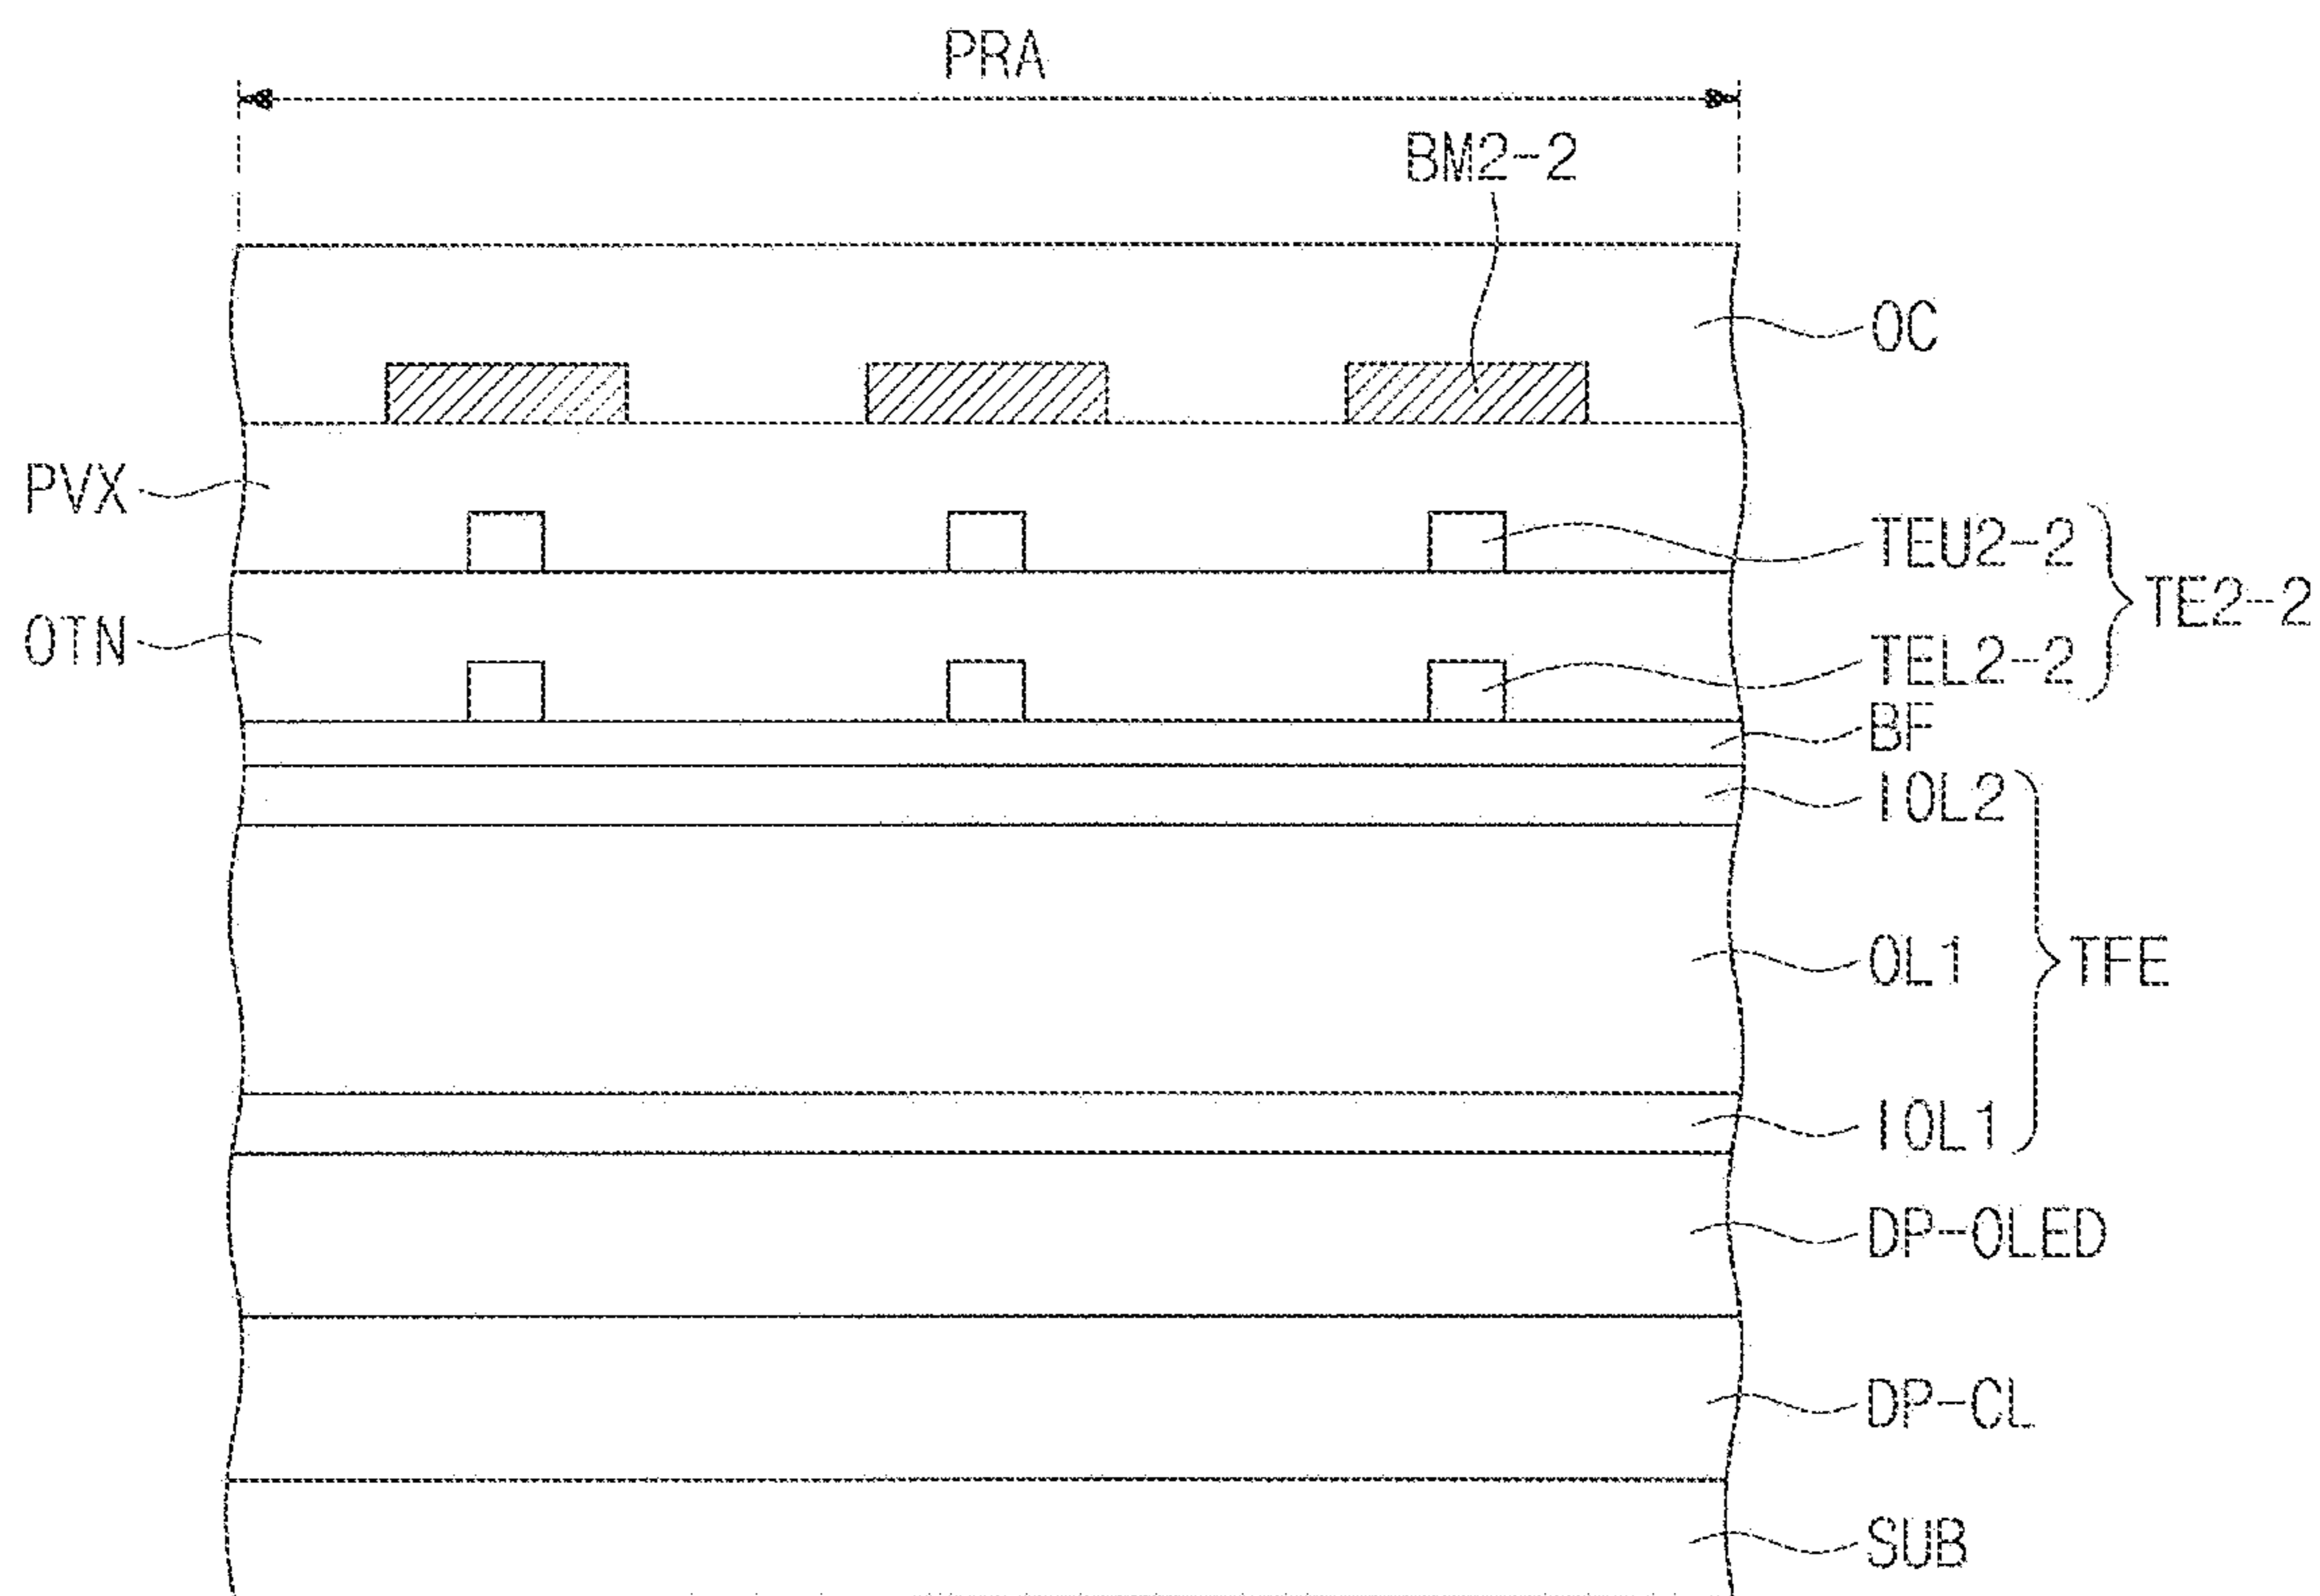 PRA
BM2-2
OC
PVX
TEU2-2
TE2-2
OTN
TEL2-2
BF
IOL2
OL1
TFE
IOL1
DP-OLED
DP-CL
SUB